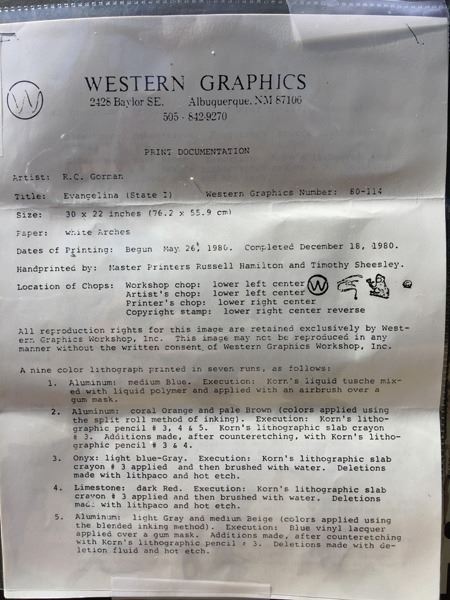 WESTERN GRAPHICS
2428 Baylor SE. Albuquerque, NM 87106
505 - 842-9270
PRINT DOCUMENTATION
Artist: R.C. Gorman
Title: Evangelina (State I) Western Graphics Number: 80-114
Size: 30 x 22 inches (76.2 x 55.9 cm)
Paper: white Arches
Dates of Printing: Begun May 26, 1980. Completed December 18, 1980.
Handprinted by: Master Printers Russell Hamilton and Timothy Sheesley.
Location of Chops: Workshop chop: lower left center W
Artist's chop: lower left center
Printer's chop: lower right center
Copyright stamp: lower right center reverse
All reproduction rights for this image are retained exclusively by West-
ern Graphics Workshop, Inc. This image may not be reproduced in any
manner without the written consent of Western Graphics Workshop, Inc.
A nine color lithograph printed in seven runs, as follows:
1. Aluminum: medium Blue. Execution: Korn's liquid tusche mix-
ed with liquid polymer and applied with an airbrush over a
gum mask.
2. Aluminum: coral Orange and pale Brown (colors applied using
the split roll method of inking). Execution: Korn's litho-
graphic pencil # 3, 4 & 5. Korn's lithographic slab crayon
# 3. Additions made, after counteretching, with Korn's litho-
graphic pencil # 3 & 4.
3. Onyx: light blue-Gray. Execution: Korn's lithographic slab
crayon # 3 applied and then brushed with water. Deletions
made with lithpaco and hot etch.
4. Limestone: dark Red. Execution: Korn's lithographic slab
crayon # 3 applied and then brushed with water. Deletions
made with lithpaco and hot etch.
5. Aluminum: light Gray and medium Beige (colors applied using
the blended inking method). Execution: Blue vinyl lacquer
applied over a gum mask. Additions made, after counteretching
with Korn's lithographic pencil # 3. Deletions made with de-
letion fluid and hot etch.